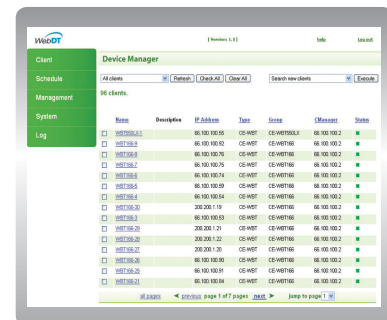 WebDT
[ Version: 1.2 ] help Log out
Client
Schedule
Management
System
Log
Device Manager
All clients Refresh Check All Clear All Search new clients Execute
96 clients.
Name Description IP Address Type Group CManager Status
WBT550LX-1 66.100.100.55 CE-WBT CE-WBT550LX 66.100.100.2
WBT166-9 66.100.100.92 CE-WBT CE-WBT166 66.100.100.2
WBT166-8 66.100.100.76 CE-WBT CE-WBT166 66.100.100.2
WBT166-7 66.100.100.75 CE-WBT CE-WBT166 66.100.100.2
WBT166-6 66.100.100.74 CE-WBT CE-WBT166 66.100.100.2
WBT166-5 66.100.100.59 CE-WBT CE-WBT166 66.100.100.2
WBT166-4 66.100.100.54 CE-WBT CE-WBT166 66.100.100.2
WBT166-30 200.200.1.19 CE-WBT CE-WBT166 66.100.100.2
WBT166-3 66.100.100.53 CE-WBT CE-WBT166 66.100.100.2
WBT166-29 200.200.1.21 CE-WBT CE-WBT166 66.100.100.2
WBT166-28 200.200.1.22 CE-WBT CE-WBT166 66.100.100.2
WBT166-27 200.200.1.20 CE-WBT CE-WBT166 66.100.100.2
WBT166-26 66.100.100.90 CE-WBT CE-WBT166 66.100.100.2
WBT166-25 66.100.100.91 CE-WBT CE-WBT166 66.100.100.2
WBT166-21 66.100.100.84 CE-WBT CE-WBT166 66.100.100.2
all pages previous page 1 of 7 pages next jump to page 1